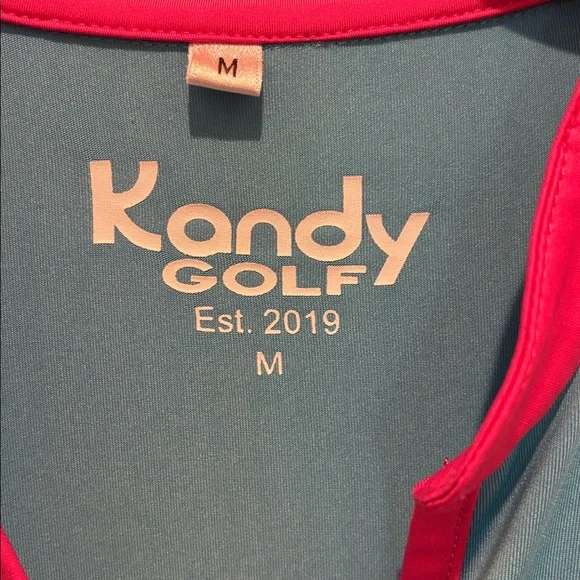 M
Kandy
GOLF
Est. 2019
M